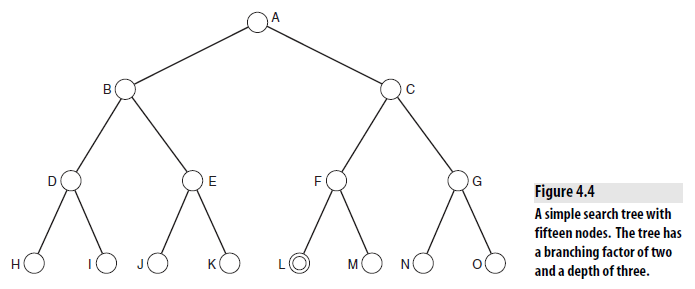 A
B
C
D
E
F
G
H
I
J
K
L
M
N
O
Figure 4.4
A simple search tree with
fifteen nodes. The tree has
a branching factor of two
and a depth of three.